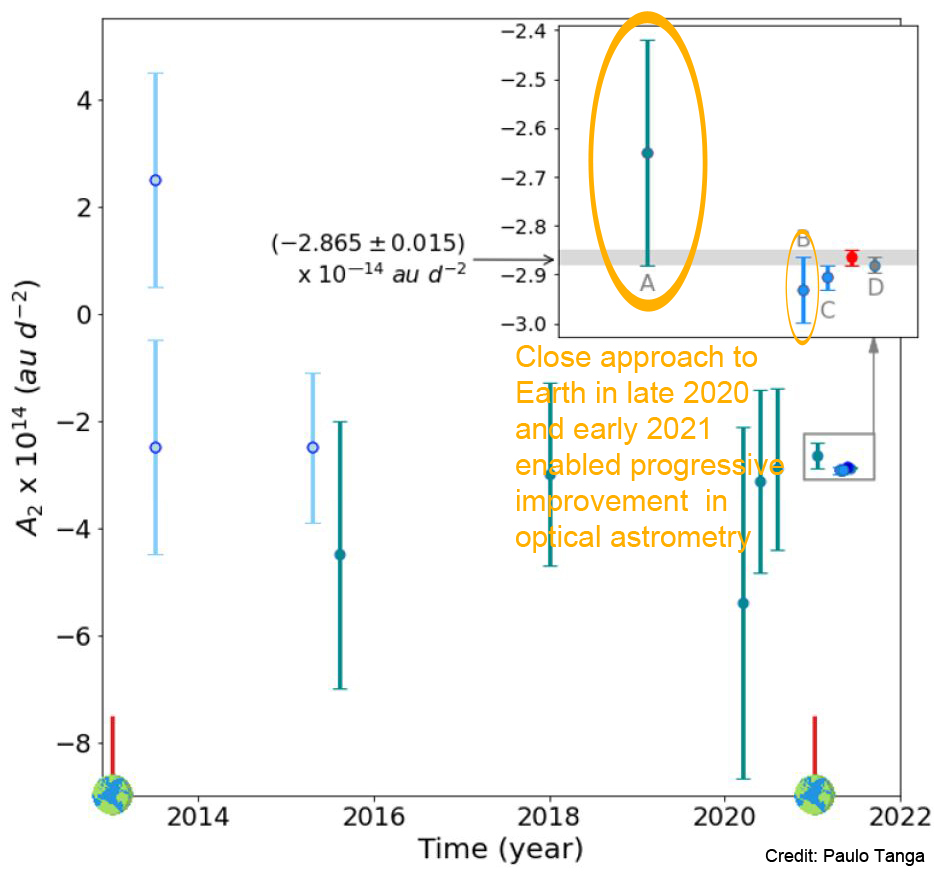 −2.4
−2.5
−2.6
−2.7
−2.8
−2.9
−3.0
A
B
C
D
(−2.865 ± 0.015)
x 10⁻¹⁴ au d⁻²
Close approach to
Earth in late 2020
and early 2021
enabled progressive
improvement in
optical astrometry
A₂ x 10¹⁴ (au d⁻²)
4
2
0
−2
−4
−6
−8
2014
2016
2018
2020
2022
Time (year)
Credit: Paulo Tanga